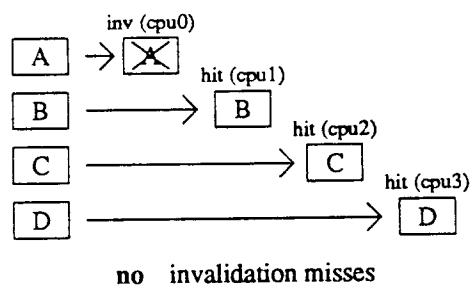 inv (cpu0)
A A
hit (cpu1)
B B
hit (cpu2)
C C
hit (cpu3)
D D
no invalidation misses